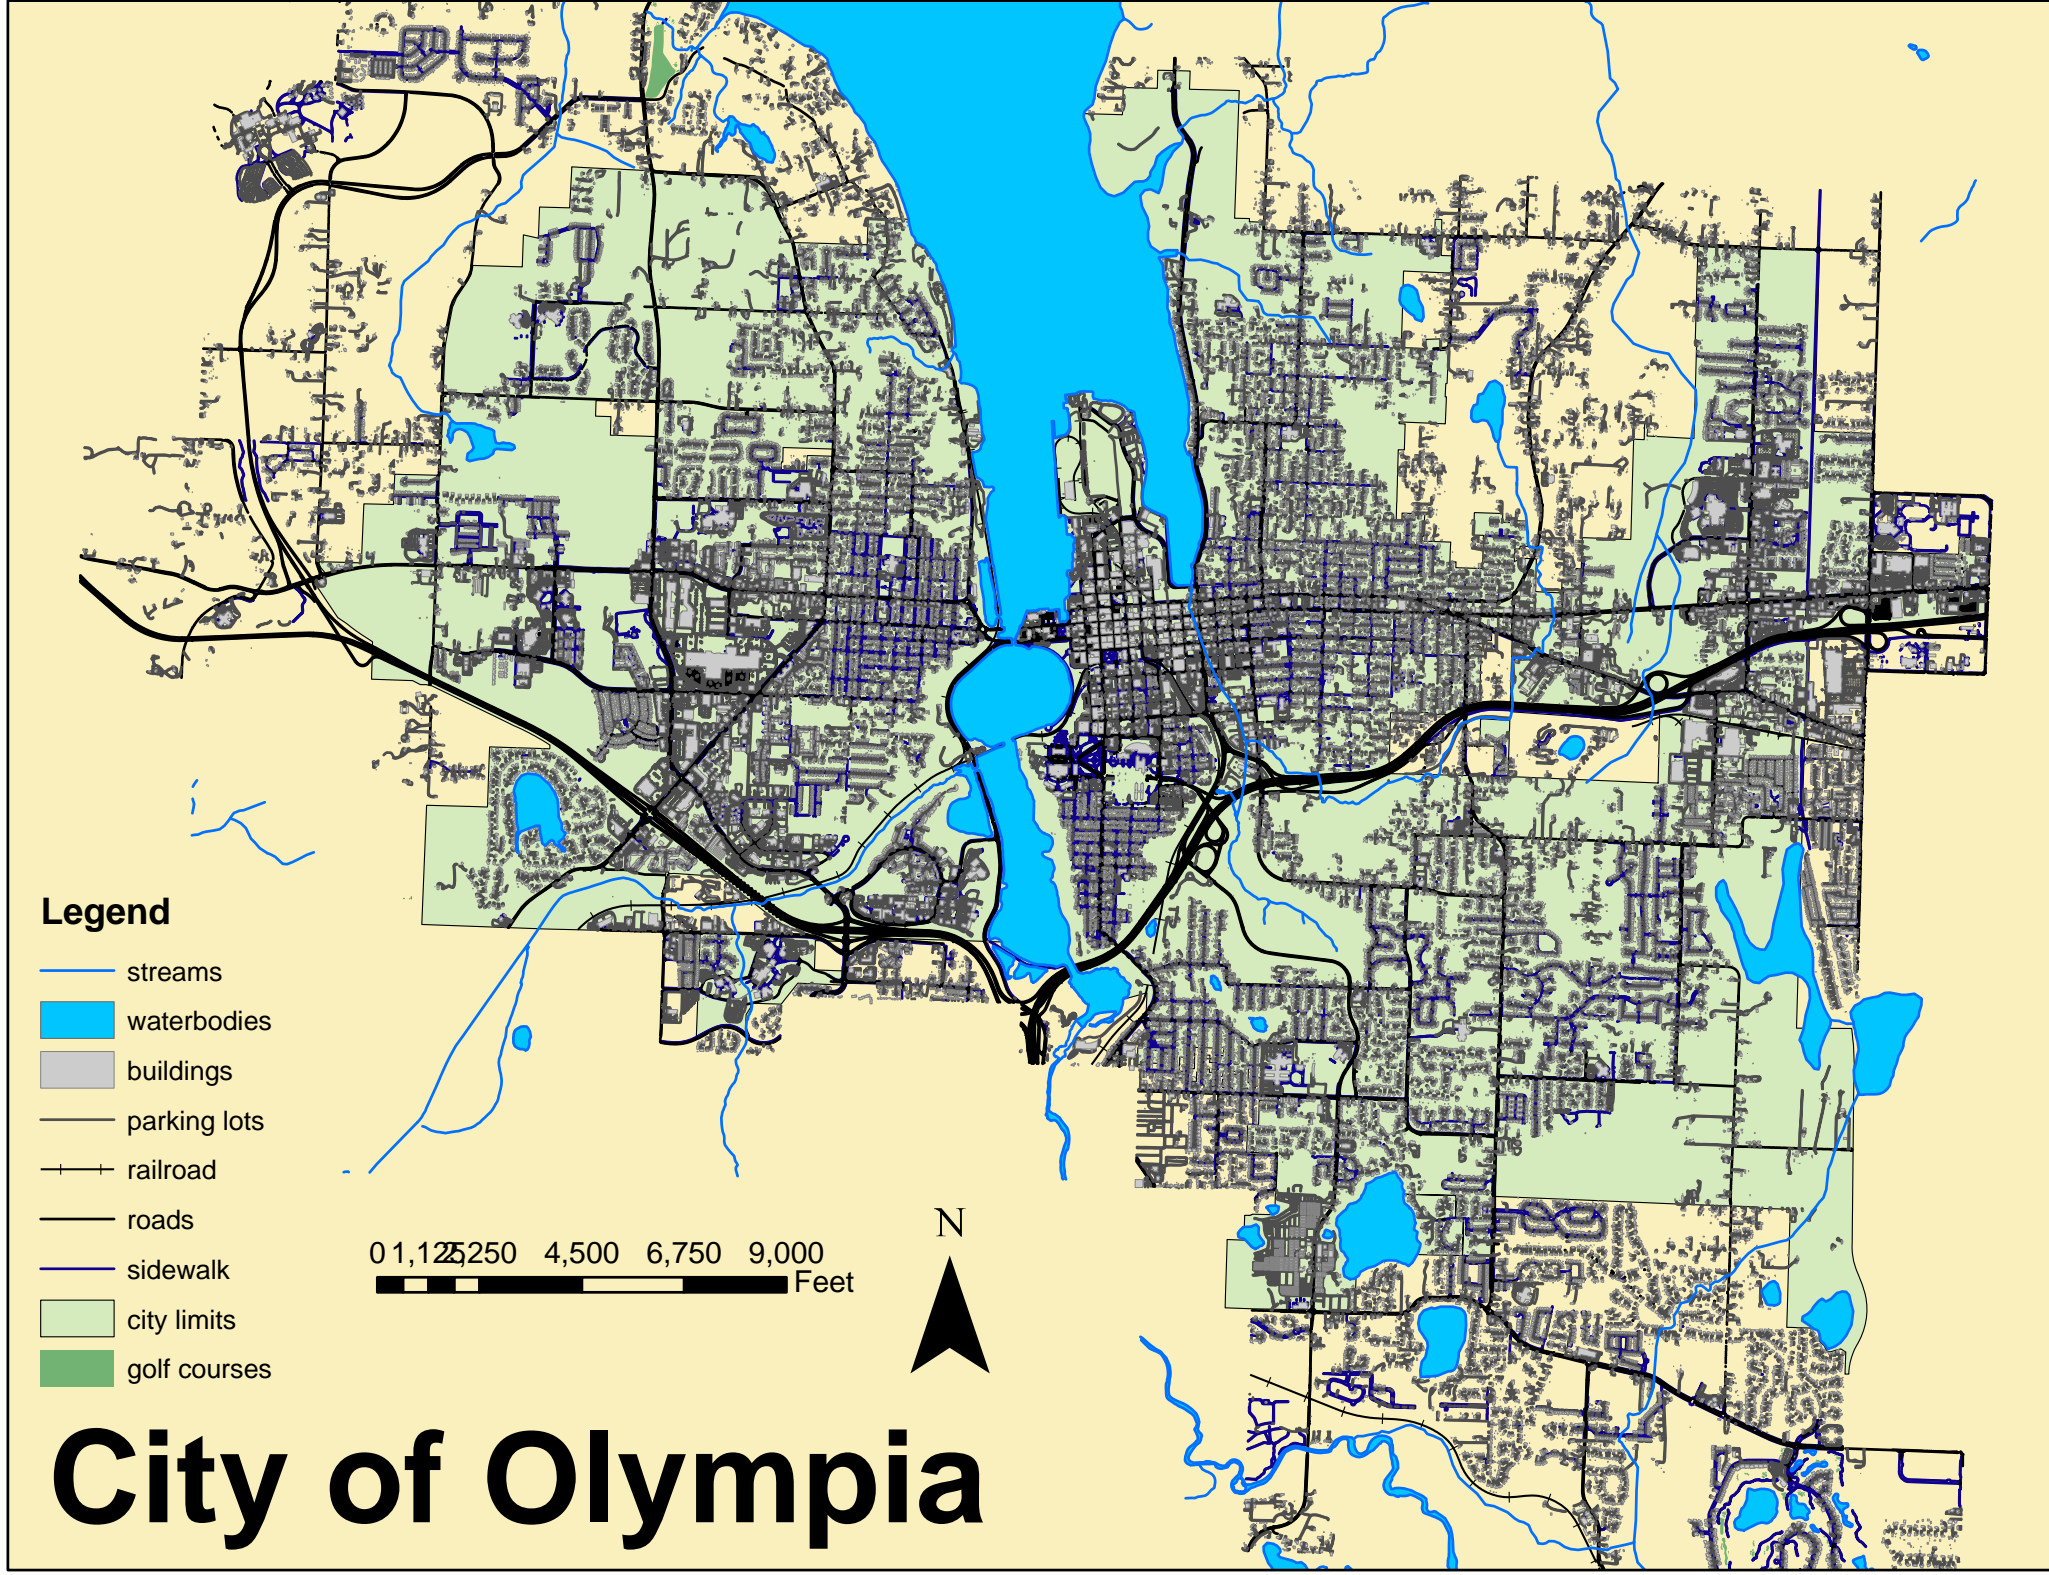 Legend
streams
waterbodies
buildings
parking lots
railroad
roads
sidewalk
city limits
golf courses
N
0 1,125 2,250 4,500 6,750 9,000
Feet
City of Olympia